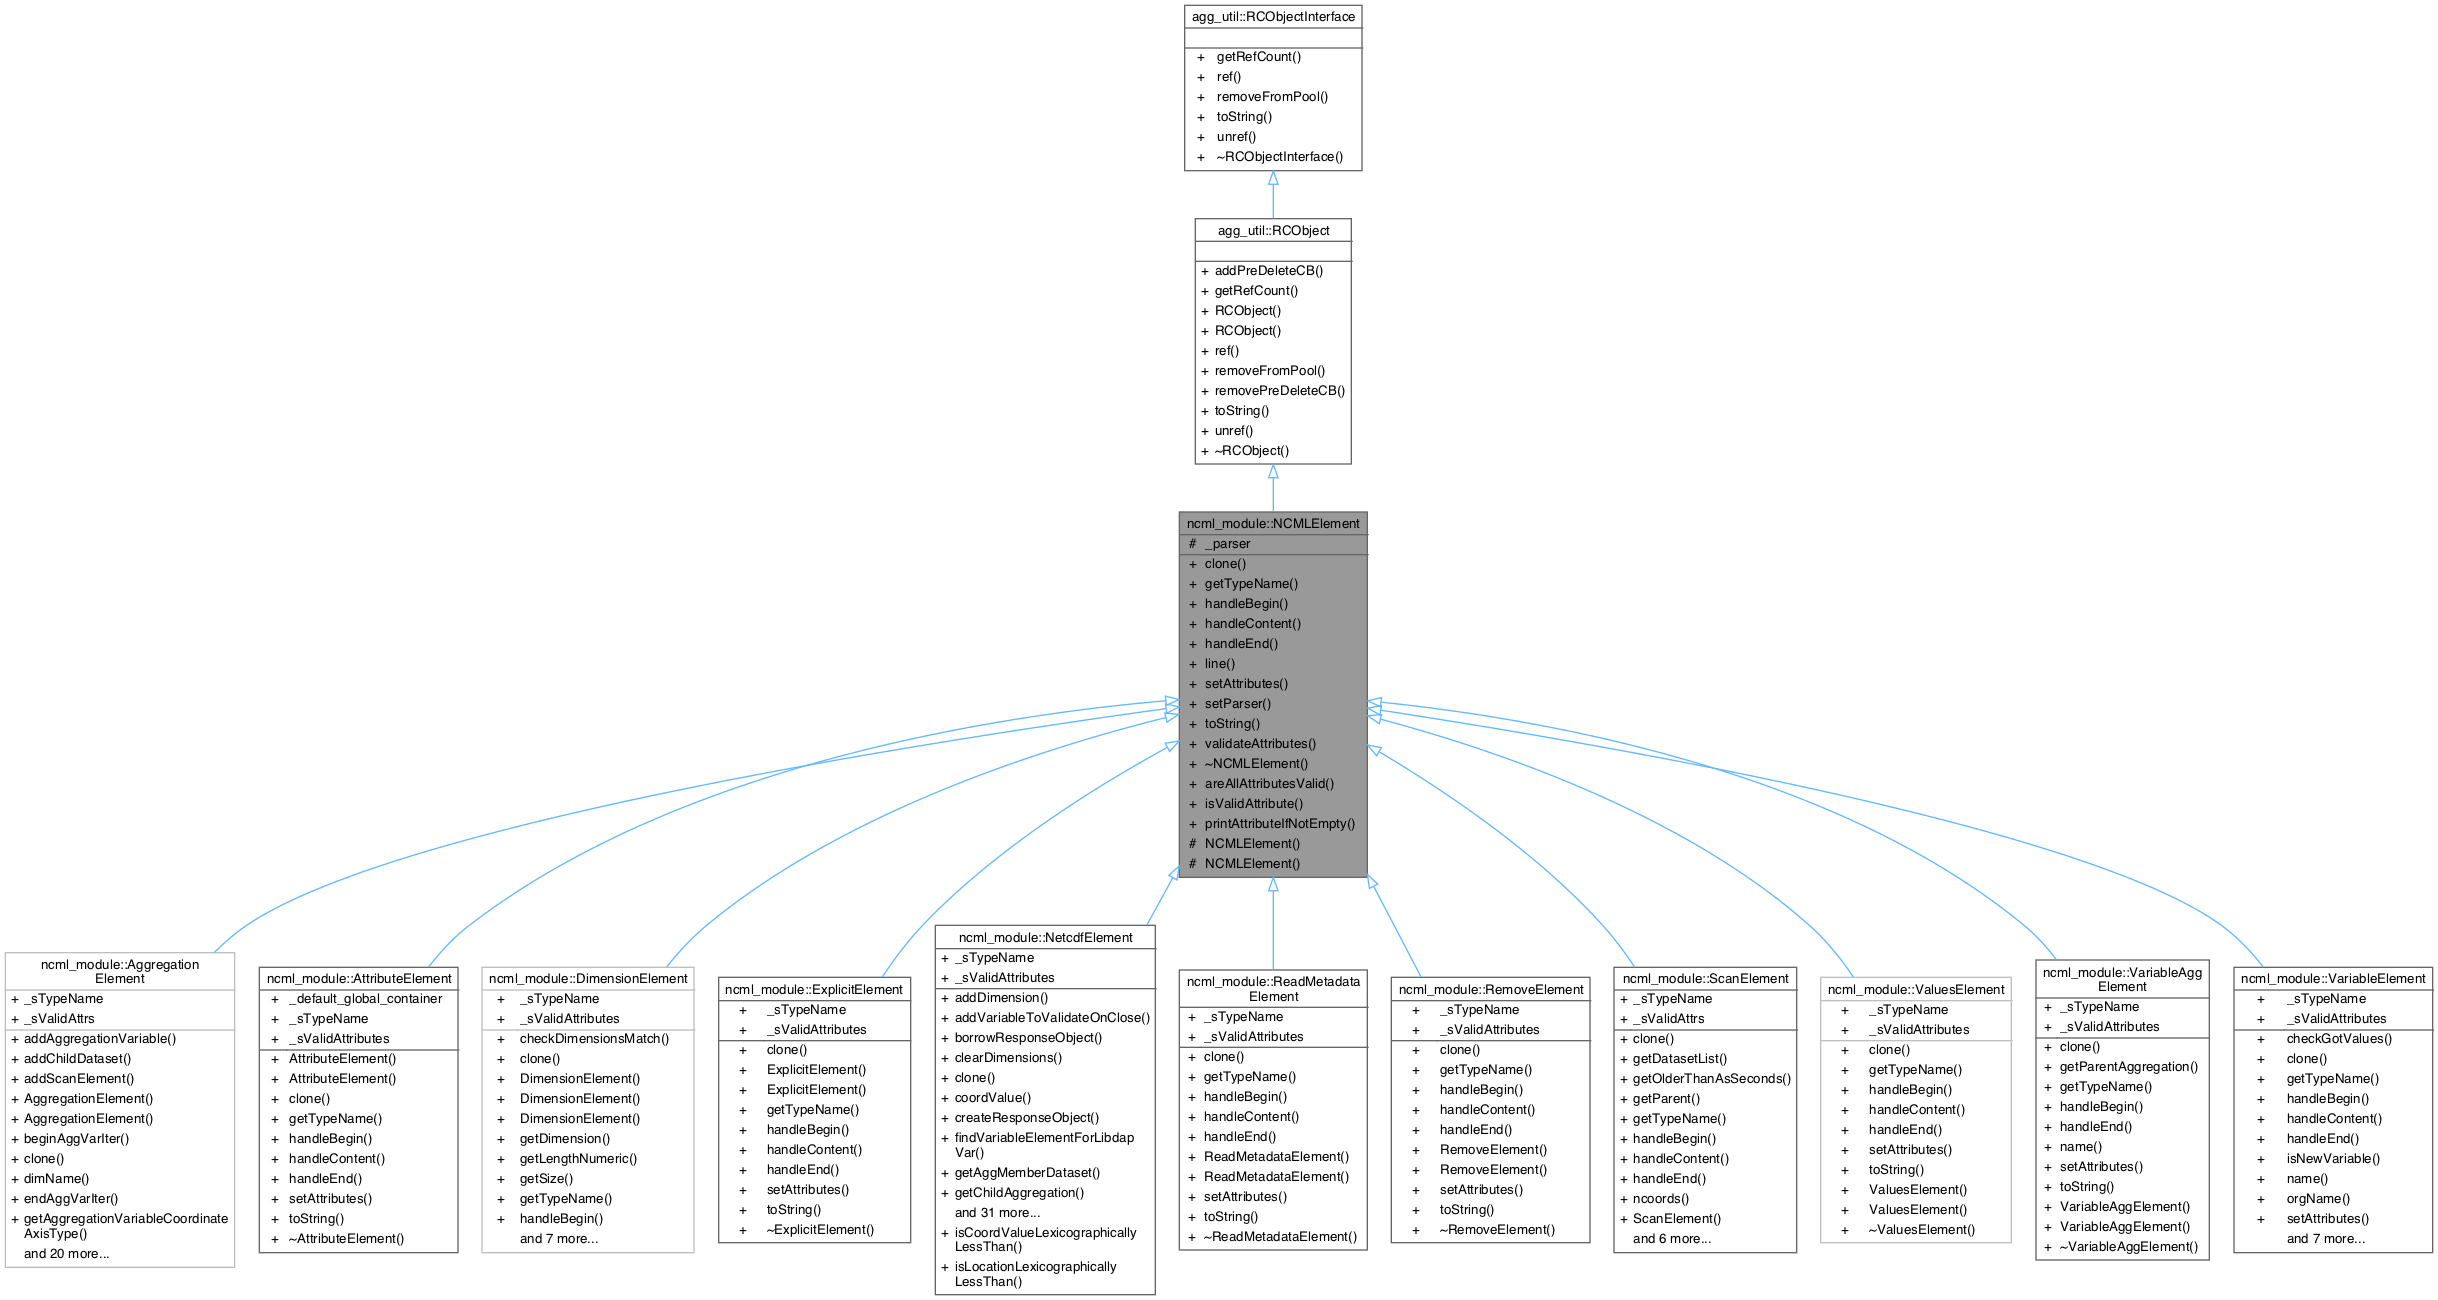 agg_util::RCObjectInterface
+ getRefCount()
+ ref()
+ removeFromPool()
+ toString()
+ unref()
+ ~RCObjectInterface()
agg_util::RCObject
+ addPreDeleteCB()
+ getRefCount()
+ RCObject()
+ RCObject()
+ ref()
+ removeFromPool()
+ removePreDeleteCB()
+ toString()
+ unref()
+ ~RCObject()
ncml_module::NCMLElement
# _parser
+ clone()
+ getTypeName()
+ handleBegin()
+ handleContent()
+ handleEnd()
+ line()
+ setAttributes()
+ setParser()
+ toString()
+ validateAttributes()
+ ~NCMLElement()
+ areAllAttributesValid()
+ isValidAttribute()
+ printAttributeIfNotEmpty()
# NCMLElement()
# NCMLElement()
ncml_module::Aggregation
Element
+ _sTypeName
+ _sValidAttrs
+ addAggregationVariable()
+ addChildDataset()
+ addScanElement()
+ AggregationElement()
+ AggregationElement()
+ beginAggVarIter()
+ clone()
+ dimName()
+ endAggVarIter()
+ getAggregationVariableCoordinate
AxisType()
and 20 more...
ncml_module::AttributeElement
+ _default_global_container
+ _sTypeName
+ _sValidAttributes
+ AttributeElement()
+ AttributeElement()
+ clone()
+ getTypeName()
+ handleBegin()
+ handleContent()
+ handleEnd()
+ setAttributes()
+ toString()
+ ~AttributeElement()
ncml_module::DimensionElement
+ _sTypeName
+ _sValidAttributes
+ checkDimensionsMatch()
+ clone()
+ DimensionElement()
+ DimensionElement()
+ DimensionElement()
+ getDimension()
+ getLengthNumeric()
+ getSize()
+ getTypeName()
+ handleBegin()
and 7 more...
ncml_module::ExplicitElement
+ _sTypeName
+ _sValidAttributes
+ clone()
+ ExplicitElement()
+ ExplicitElement()
+ getTypeName()
+ handleBegin()
+ handleContent()
+ handleEnd()
+ setAttributes()
+ toString()
+ ~ExplicitElement()
ncml_module::NetcdfElement
+ _sTypeName
+ _sValidAttributes
+ addDimension()
+ addVariableToValidateOnClose()
+ borrowResponseObject()
+ clearDimensions()
+ clone()
+ coordValue()
+ createResponseObject()
+ findVariableElementForLibdap
Var()
+ getAggMemberDataset()
+ getChildAggregation()
and 31 more...
+ isCoordValueLexicographically
LessThan()
+ isLocationLexicographically
LessThan()
ncml_module::ReadMetadata
Element
+ _sTypeName
+ _sValidAttributes
+ clone()
+ getTypeName()
+ handleBegin()
+ handleContent()
+ handleEnd()
+ ReadMetadataElement()
+ ReadMetadataElement()
+ setAttributes()
+ toString()
+ ~ReadMetadataElement()
ncml_module::RemoveElement
+ _sTypeName
+ _sValidAttributes
+ clone()
+ getTypeName()
+ handleBegin()
+ handleContent()
+ handleEnd()
+ RemoveElement()
+ RemoveElement()
+ setAttributes()
+ toString()
+ ~RemoveElement()
ncml_module::ScanElement
+ _sTypeName
+ _sValidAttrs
+ clone()
+ getDatasetList()
+ getOlderThanAsSeconds()
+ getParent()
+ getTypeName()
+ handleBegin()
+ handleContent()
+ handleEnd()
+ ncoords()
+ ScanElement()
and 6 more...
ncml_module::ValuesElement
+ _sTypeName
+ _sValidAttributes
+ clone()
+ getTypeName()
+ handleBegin()
+ handleContent()
+ handleEnd()
+ setAttributes()
+ toString()
+ ValuesElement()
+ ValuesElement()
+ ~ValuesElement()
ncml_module::VariableAgg
Element
+ _sTypeName
+ _sValidAttributes
+ clone()
+ getParentAggregation()
+ getTypeName()
+ handleBegin()
+ handleEnd()
+ name()
+ setAttributes()
+ toString()
+ VariableAggElement()
+ VariableAggElement()
+ ~VariableAggElement()
ncml_module::VariableElement
+ _sTypeName
+ _sValidAttributes
+ checkGotValues()
+ clone()
+ getTypeName()
+ handleBegin()
+ handleContent()
+ handleEnd()
+ isNewVariable()
+ name()
+ orgName()
+ setAttributes()
and 7 more...